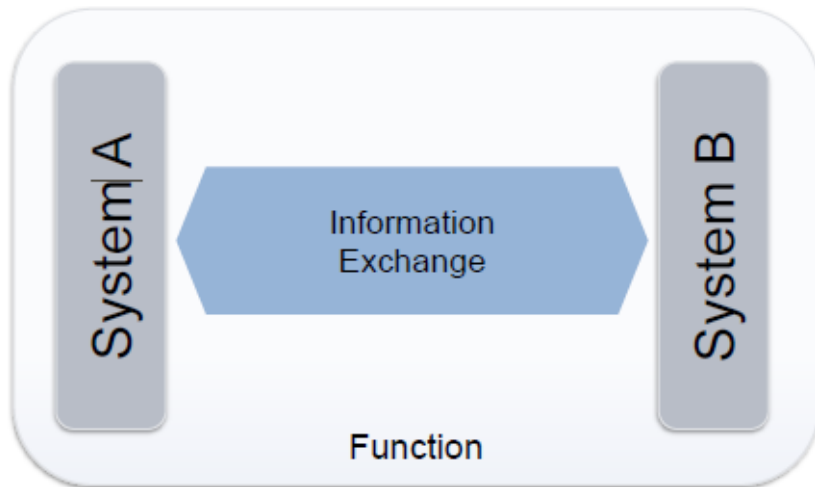 System A
Information
Exchange
System B
Function